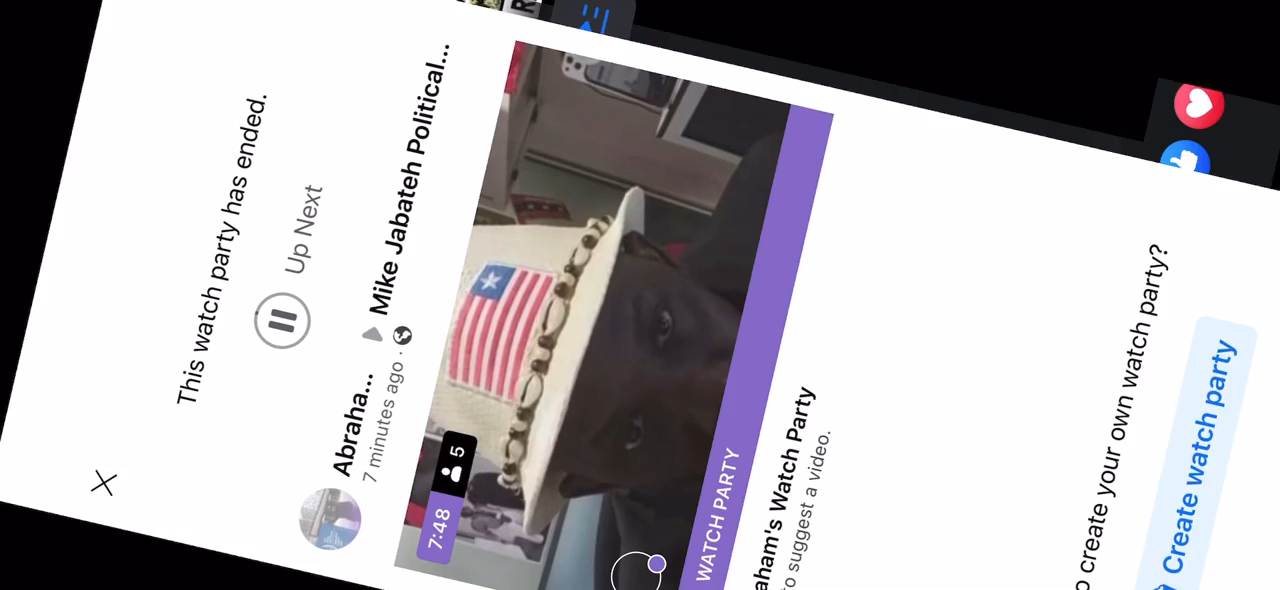 This watch party has ended.
Up Next
Abraha... Mike Jabateh Political...
7 minutes ago ·
7:48 5
WATCH PARTY
aham's Watch Party
o suggest a video.
o create your own watch party?
Create watch party